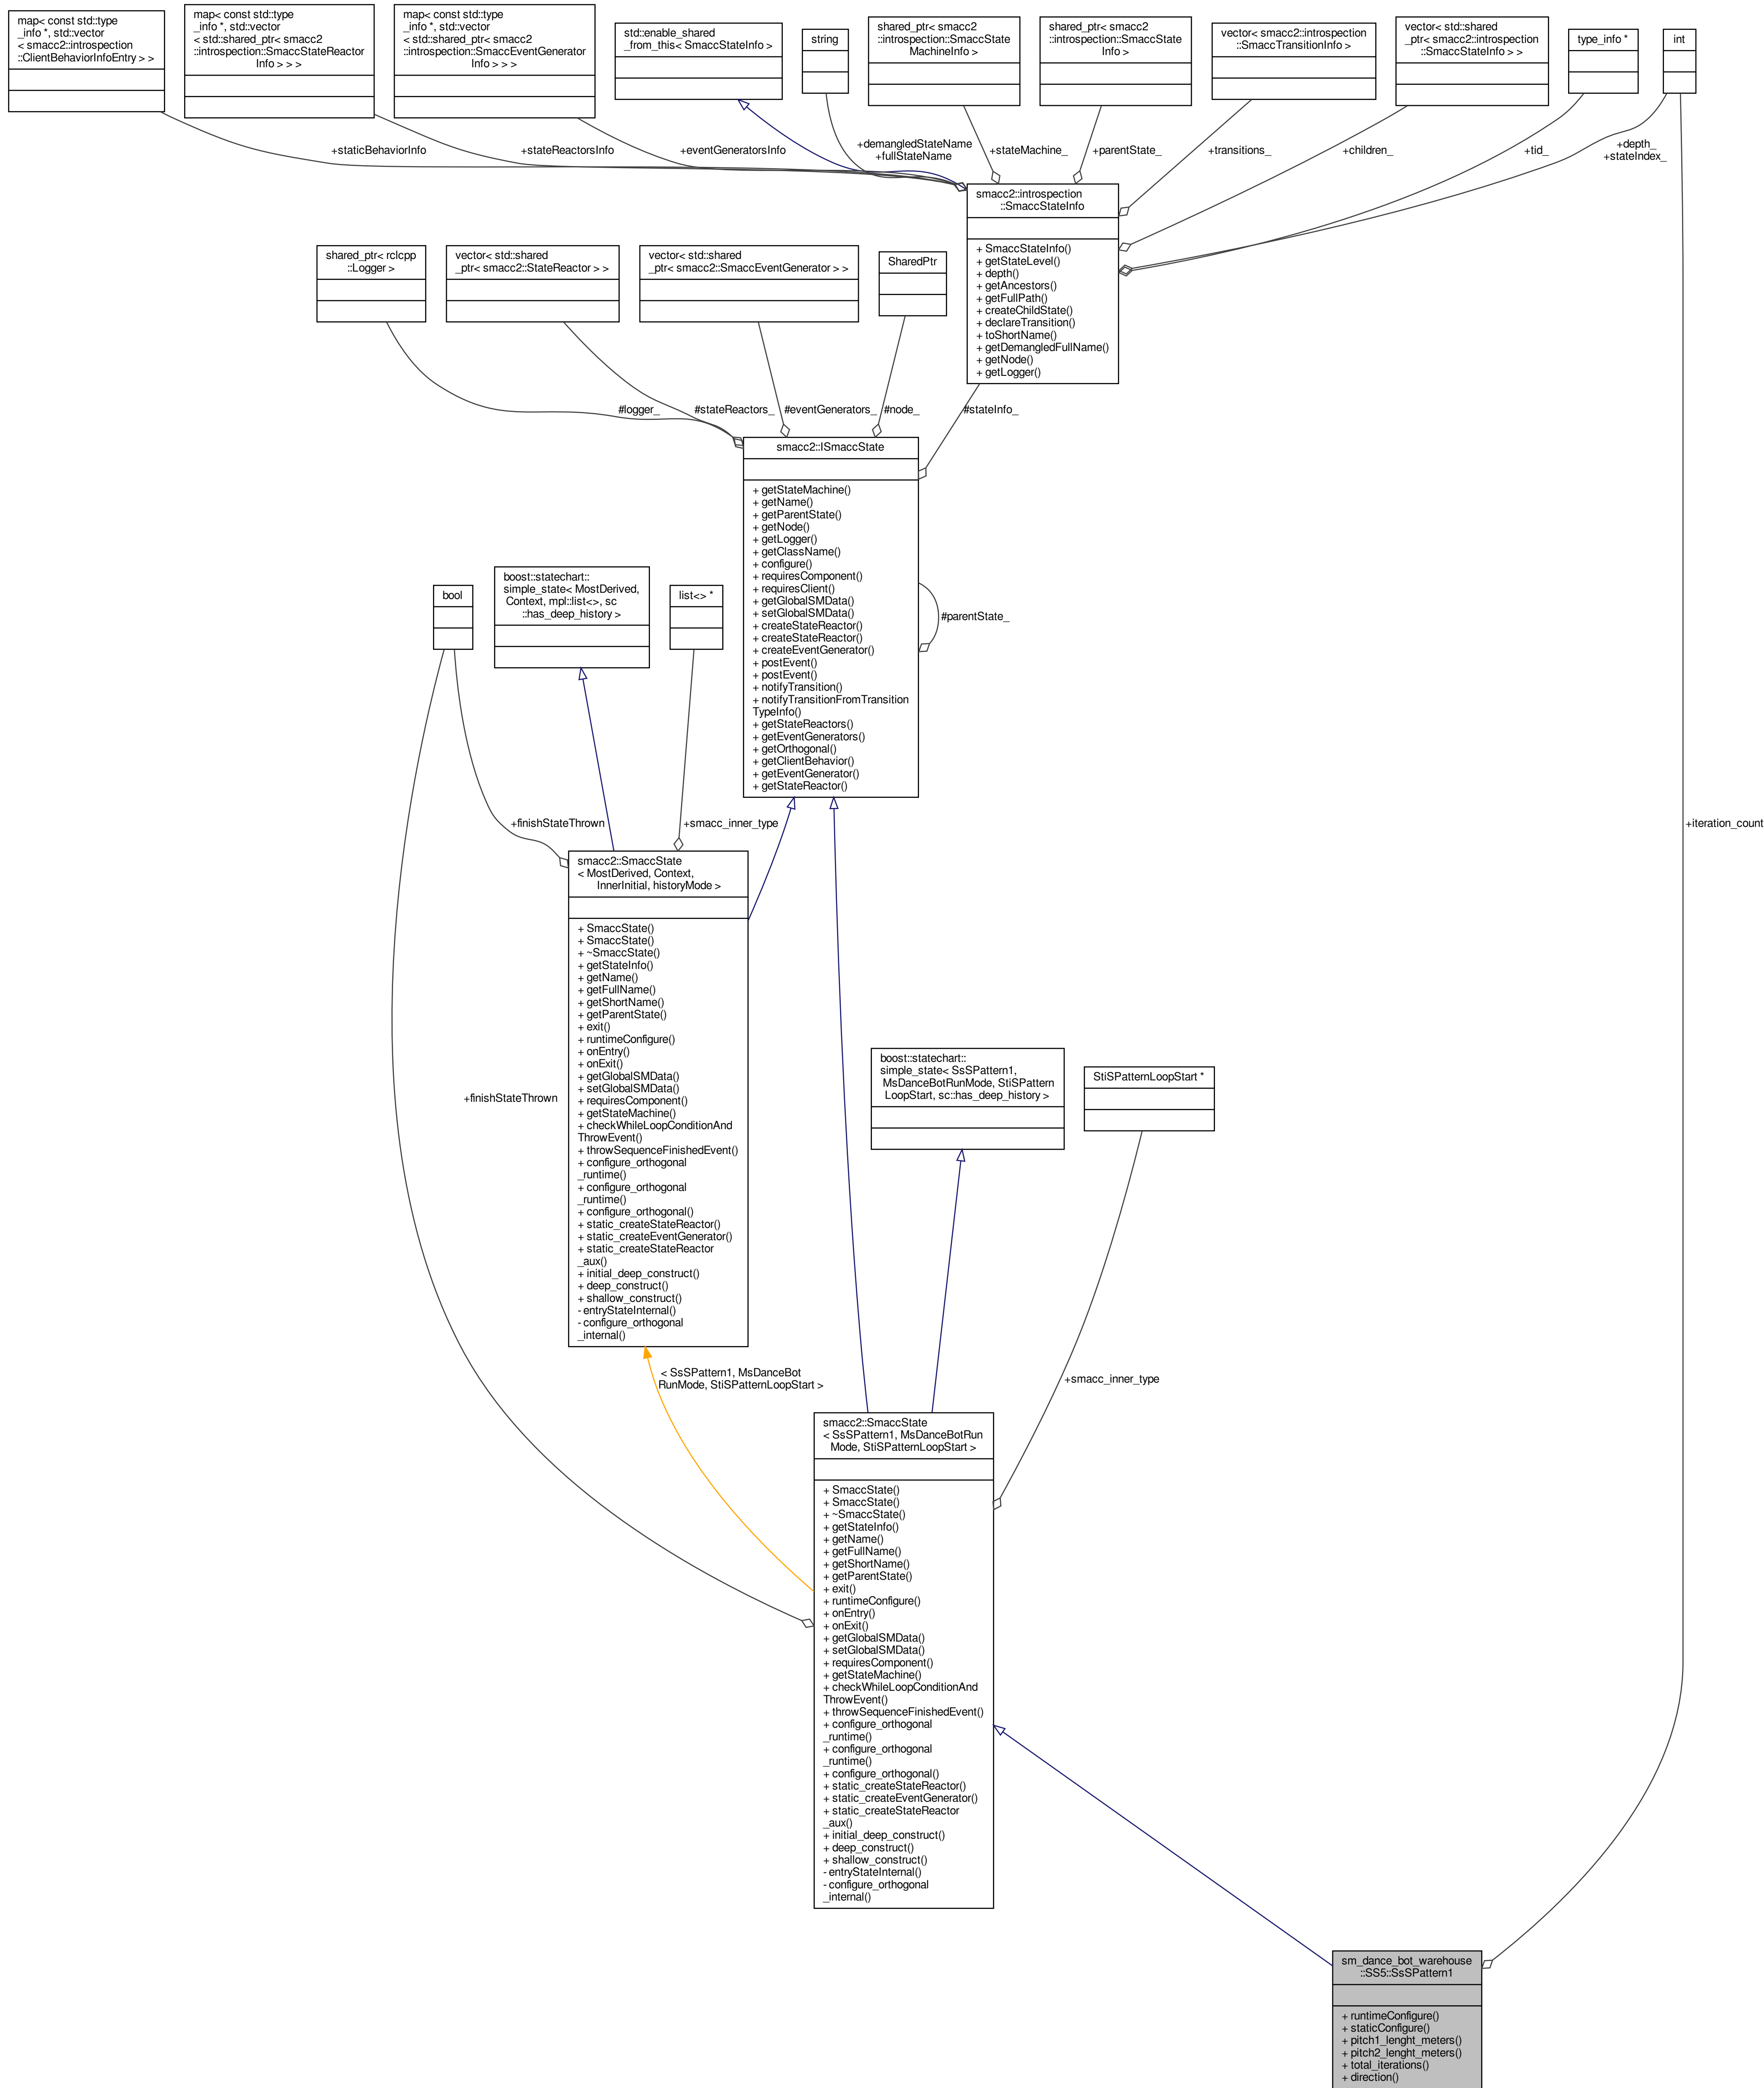 map< const std::type
_info *, std::vector
< smacc2::introspection
::ClientBehaviorInfoEntry > >
map< const std::type
_info *, std::vector
< std::shared_ptr< smacc2
::introspection::SmaccStateReactor
Info > > >
map< const std::type
_info *, std::vector
< std::shared_ptr< smacc2
::introspection::SmaccEventGenerator
Info > > >
std::enable_shared
_from_this< SmaccStateInfo >
string
shared_ptr< smacc2
::introspection::SmaccState
MachineInfo >
shared_ptr< smacc2
::introspection::SmaccState
Info >
vector< smacc2::introspection
::SmaccTransitionInfo >
vector< std::shared
_ptr< smacc2::introspection
::SmaccStateInfo > >
type_info *
int
+staticBehaviorInfo
+stateReactorsInfo
+eventGeneratorsInfo
+demangledStateName
+fullStateName
+stateMachine_
+parentState_
+transitions_
+children_
+tid_
+depth_
+stateIndex_
smacc2::introspection
::SmaccStateInfo
+ SmaccStateInfo()
+ getStateLevel()
+ depth()
+ getAncestors()
+ getFullPath()
+ createChildState()
+ declareTransition()
+ toShortName()
+ getDemangledFullName()
+ getNode()
+ getLogger()
shared_ptr< rclcpp
::Logger >
vector< std::shared
_ptr< smacc2::StateReactor > >
vector< std::shared
_ptr< smacc2::SmaccEventGenerator > >
SharedPtr
#logger_
#stateReactors_
#eventGenerators_
#node_
#stateInfo_
smacc2::ISmaccState
+ getStateMachine()
+ getName()
+ getParentState()
+ getNode()
+ getLogger()
+ getClassName()
+ configure()
+ requiresComponent()
+ requiresClient()
+ getGlobalSMData()
+ setGlobalSMData()
+ createStateReactor()
+ createStateReactor()
+ createEventGenerator()
+ postEvent()
+ postEvent()
+ notifyTransition()
+ notifyTransitionFromTransition
TypeInfo()
+ getStateReactors()
+ getEventGenerators()
+ getOrthogonal()
+ getClientBehavior()
+ getEventGenerator()
+ getStateReactor()
#parentState_
bool
boost::statechart::
simple_state< MostDerived,
Context, mpl::list<>, sc
::has_deep_history >
list<> *
+finishStateThrown
+smacc_inner_type
+iteration_count
smacc2::SmaccState
< MostDerived, Context,
InnerInitial, historyMode >
+ SmaccState()
+ SmaccState()
+ ~SmaccState()
+ getStateInfo()
+ getName()
+ getFullName()
+ getShortName()
+ getParentState()
+ exit()
+ runtimeConfigure()
+ onEntry()
+ onExit()
+ getGlobalSMData()
+ setGlobalSMData()
+ requiresComponent()
+ getStateMachine()
+ checkWhileLoopConditionAnd
ThrowEvent()
+ throwSequenceFinishedEvent()
+ configure_orthogonal
_runtime()
+ configure_orthogonal
_runtime()
+ configure_orthogonal()
+ static_createStateReactor()
+ static_createEventGenerator()
+ static_createStateReactor
_aux()
+ initial_deep_construct()
+ deep_construct()
+ shallow_construct()
- entryStateInternal()
- configure_orthogonal
_internal()
+finishStateThrown
boost::statechart::
simple_state< SsSPattern1,
MsDanceBotRunMode, StiSPattern
LoopStart, sc::has_deep_history >
StiSPatternLoopStart *
< SsSPattern1, MsDanceBot
RunMode, StiSPatternLoopStart >
+smacc_inner_type
smacc2::SmaccState
< SsSPattern1, MsDanceBotRun
Mode, StiSPatternLoopStart >
+ SmaccState()
+ SmaccState()
+ ~SmaccState()
+ getStateInfo()
+ getName()
+ getFullName()
+ getShortName()
+ getParentState()
+ exit()
+ runtimeConfigure()
+ onEntry()
+ onExit()
+ getGlobalSMData()
+ setGlobalSMData()
+ requiresComponent()
+ getStateMachine()
+ checkWhileLoopConditionAnd
ThrowEvent()
+ throwSequenceFinishedEvent()
+ configure_orthogonal
_runtime()
+ configure_orthogonal
_runtime()
+ configure_orthogonal()
+ static_createStateReactor()
+ static_createEventGenerator()
+ static_createStateReactor
_aux()
+ initial_deep_construct()
+ deep_construct()
+ shallow_construct()
- entryStateInternal()
- configure_orthogonal
_internal()
sm_dance_bot_warehouse
::SS5::SsSPattern1
+ runtimeConfigure()
+ staticConfigure()
+ pitch1_lenght_meters()
+ pitch2_lenght_meters()
+ total_iterations()
+ direction()